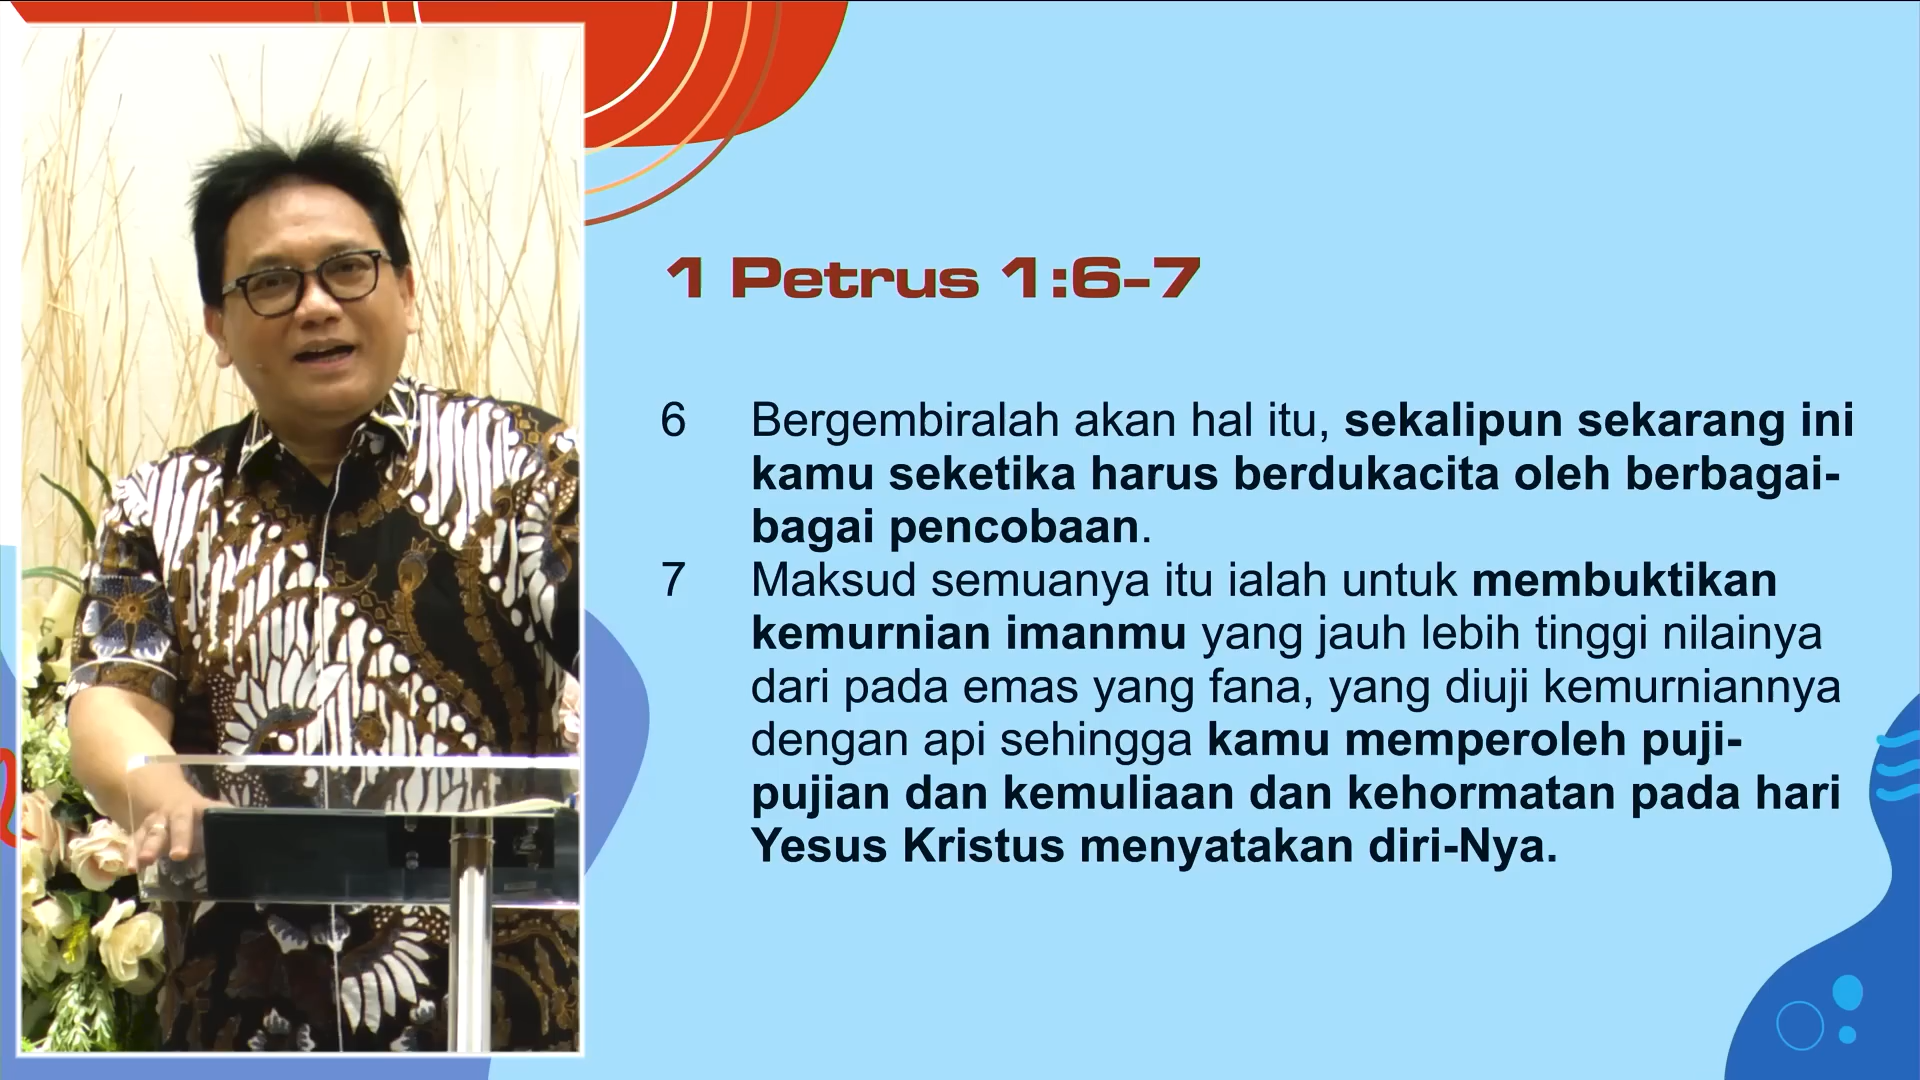 1 Petrus 1:6-7
6 Bergembiralah akan hal itu, sekalipun sekarang ini
kamu seketika harus berdukacita oleh berbagai-
bagai pencobaan.
7 Maksud semuanya itu ialah untuk membuktikan
kemurnian imanmu yang jauh lebih tinggi nilainya
dari pada emas yang fana, yang diuji kemurniannya
dengan api sehingga kamu memperoleh puji-
pujian dan kemuliaan dan kehormatan pada hari
Yesus Kristus menyatakan diri-Nya.